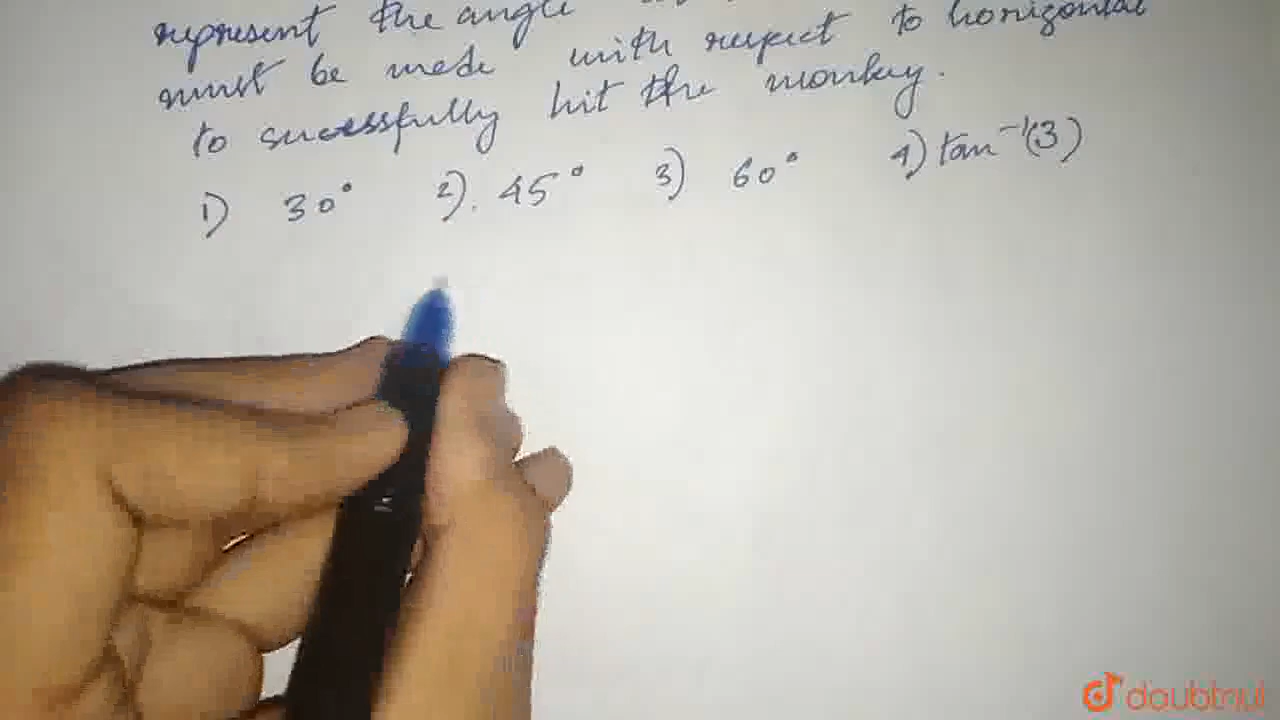 represent the angle
must be made with respect to horizontal
to sucessfully hit the monkey.
1) 30° 2). 45° 3) 60° 4) tan⁻¹(3)
doubtnut